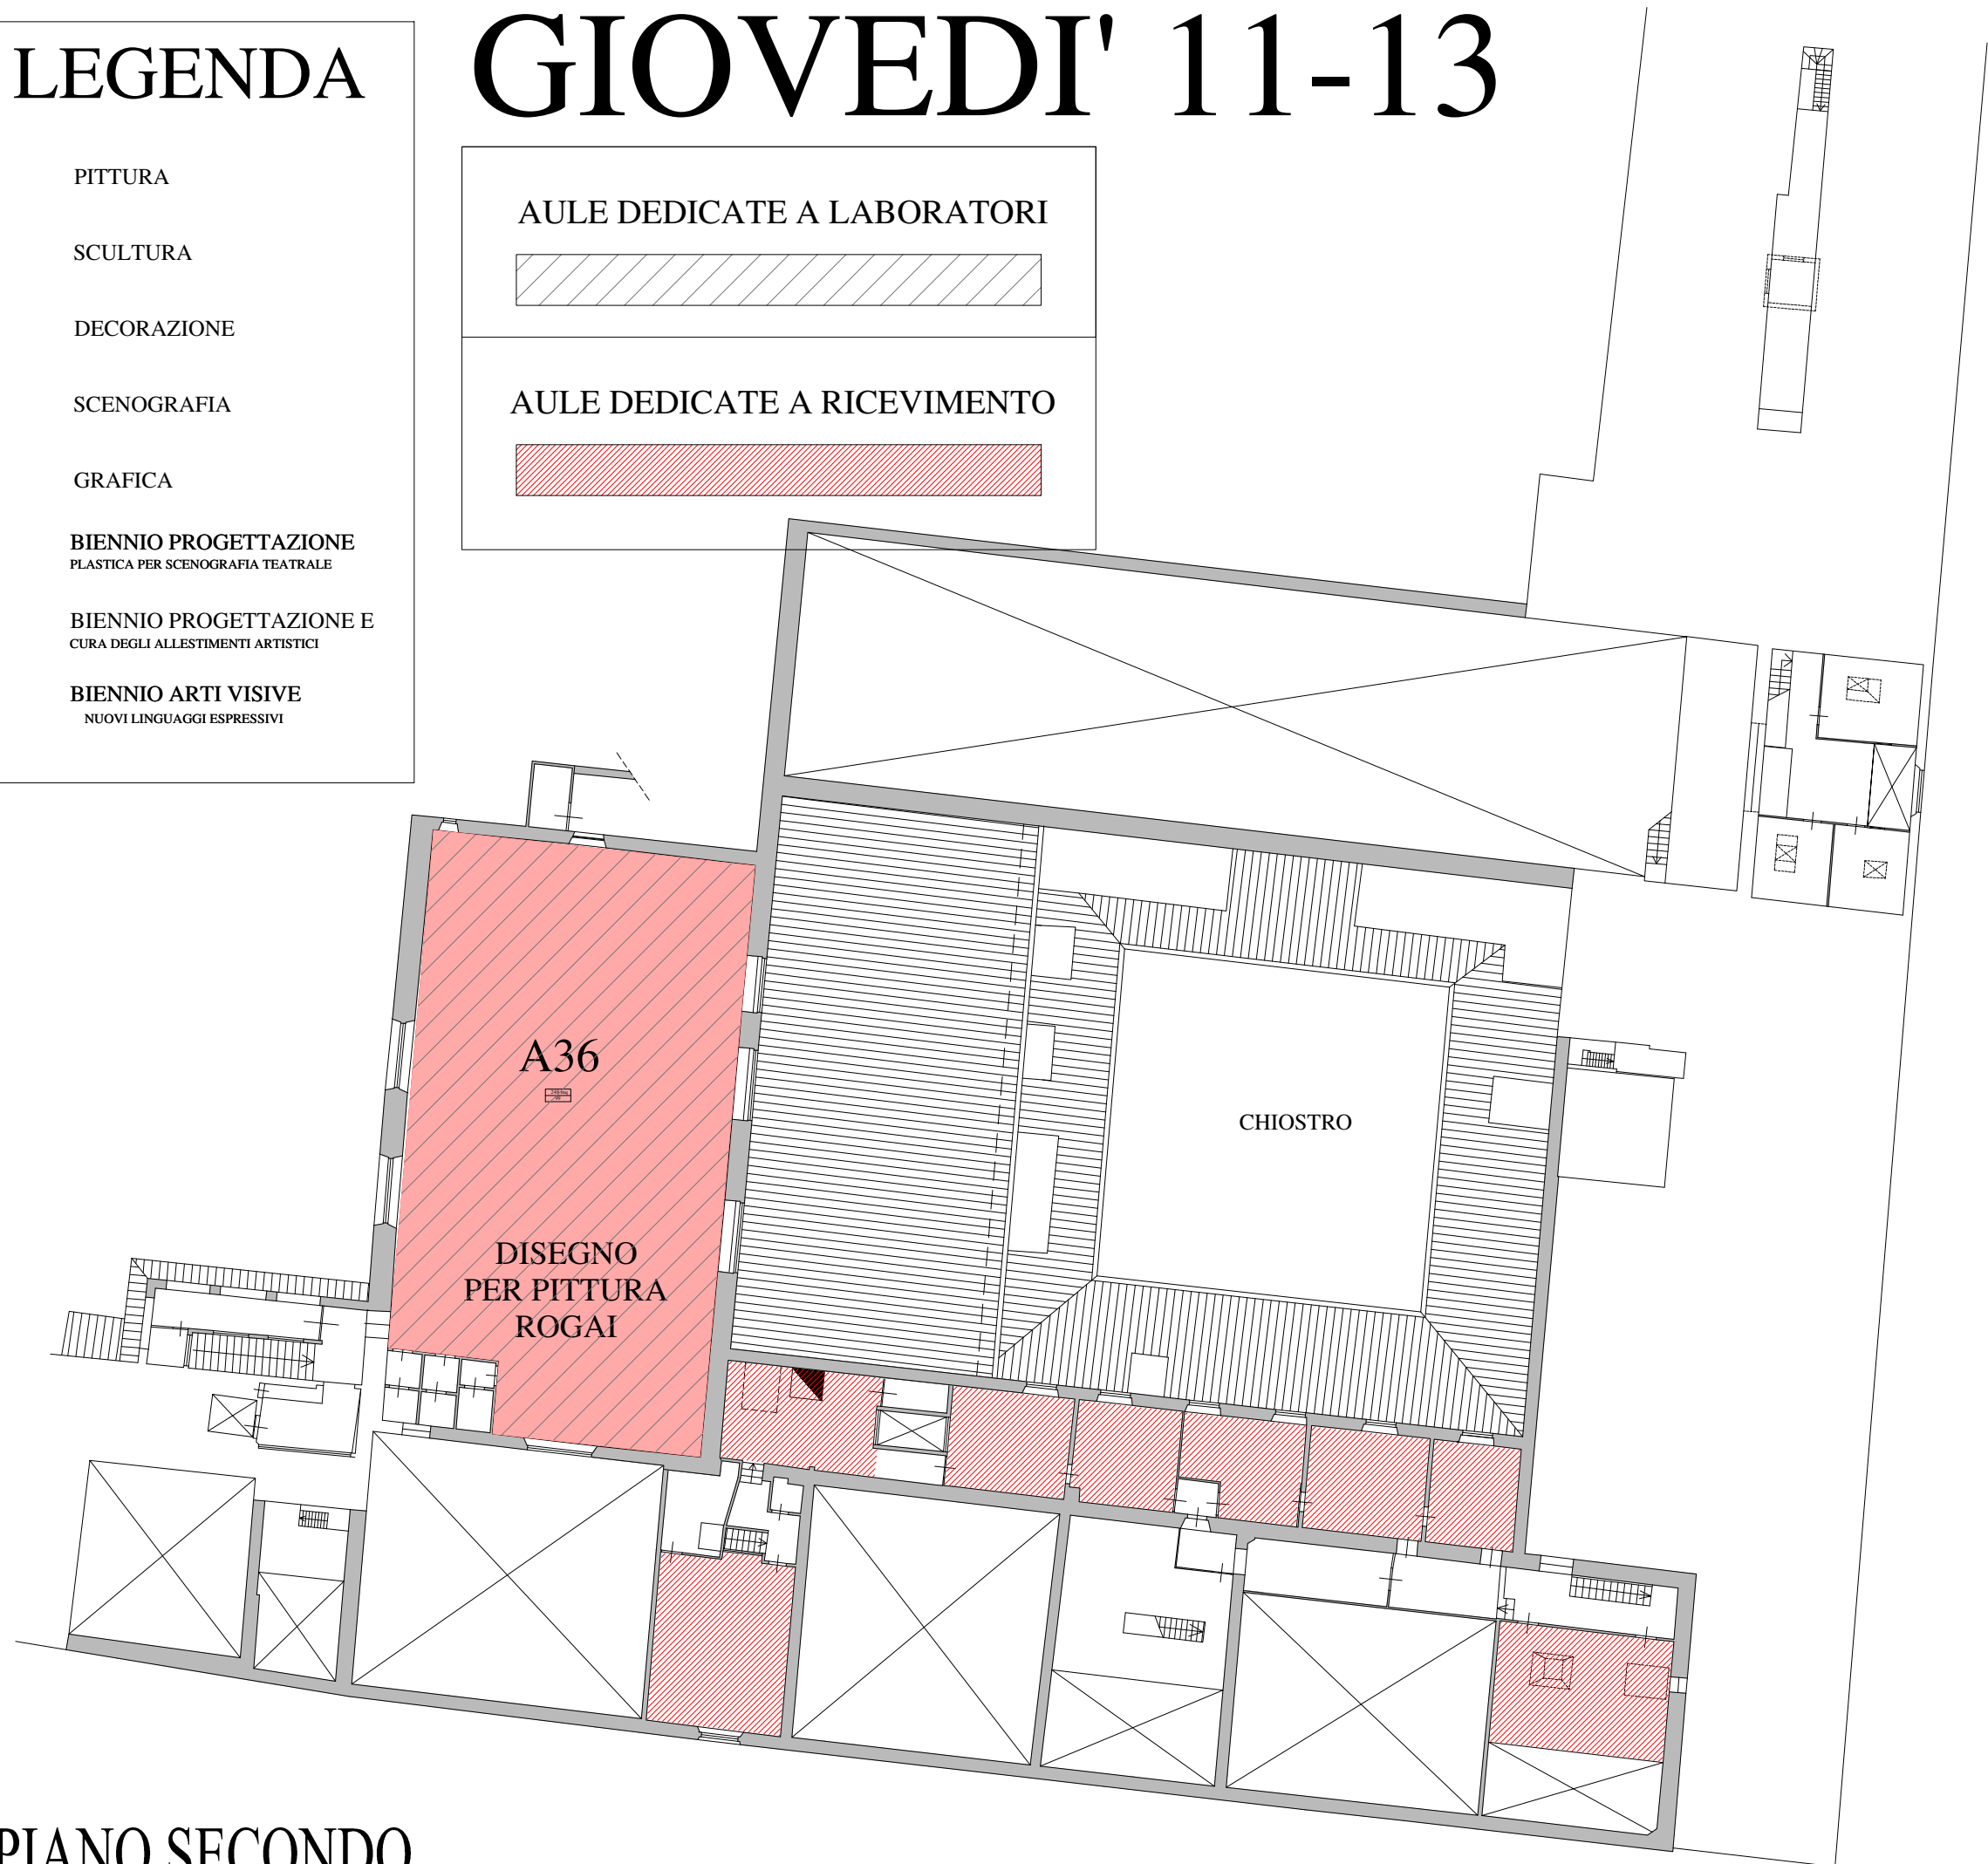 GIOVEDI' 11-13
LEGENDA
PITTURA
SCULTURA
DECORAZIONE
SCENOGRAFIA
GRAFICA
BIENNIO PROGETTAZIONE
PLASTICA PER SCENOGRAFIA TEATRALE
BIENNIO PROGETTAZIONE E
CURA DEGLI ALLESTIMENTI ARTISTICI
BIENNIO ARTI VISIVE
NUOVI LINGUAGGI ESPRESSIVI
AULE DEDICATE A LABORATORI
AULE DEDICATE A RICEVIMENTO
A36
DISEGNO
PER PITTURA
ROGAI
CHIOSTRO
PIANO SECONDO